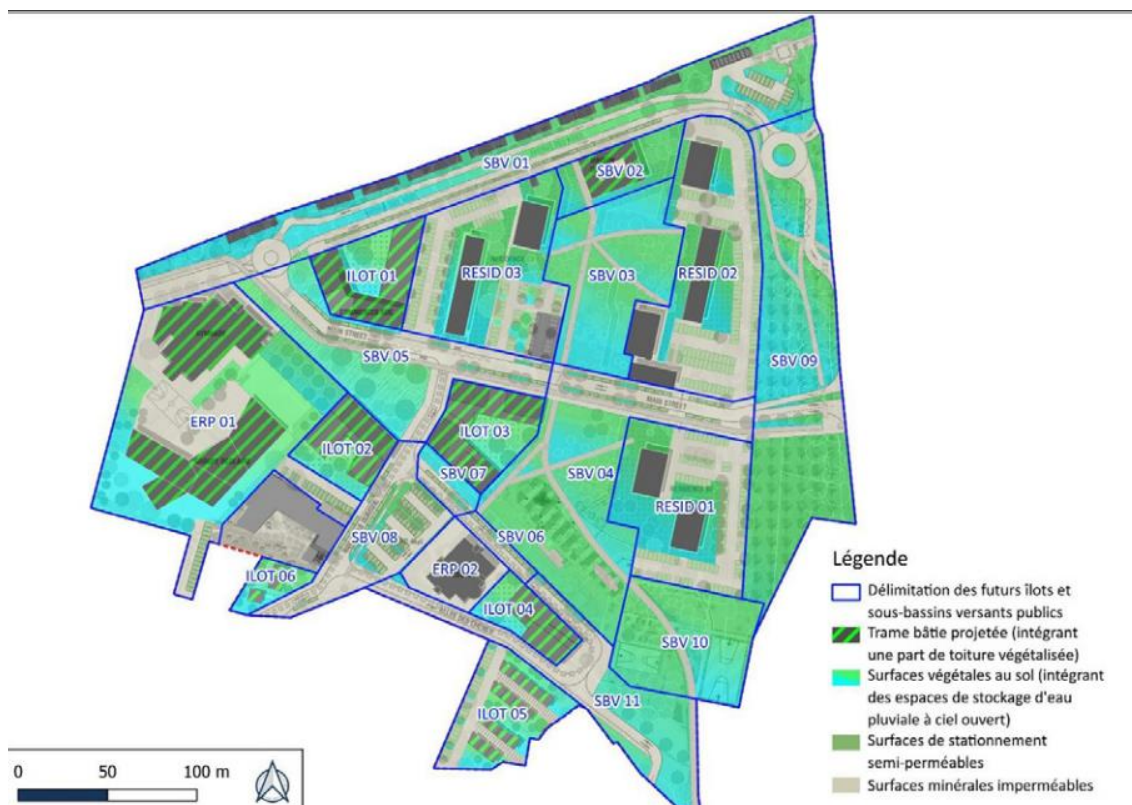 SBV 01
SBV 02
ILOT 01
RESID 03
SBV 03
RESID 02
MAIN STREET
SBV 05
SBV 09
MAIN STREET
ERP 01
ILOT 02
ILOT 03
SBV 07
SBV 04
RESID 01
SBV 08
SBV 06
ERP 02
ILOT 06
ILOT 04
SBV 10
SBV 11
ILOT 05
Légende
Délimitation des futurs îlots et
sous-bassins versants publics
Trame bâtie projetée (intégrant
une part de toiture végétalisée)
Surfaces végétales au sol (intégrant
des espaces de stockage d'eau
pluviale à ciel ouvert)
Surfaces de stationnement
semi-perméables
Surfaces minérales imperméables
0 50 100 m